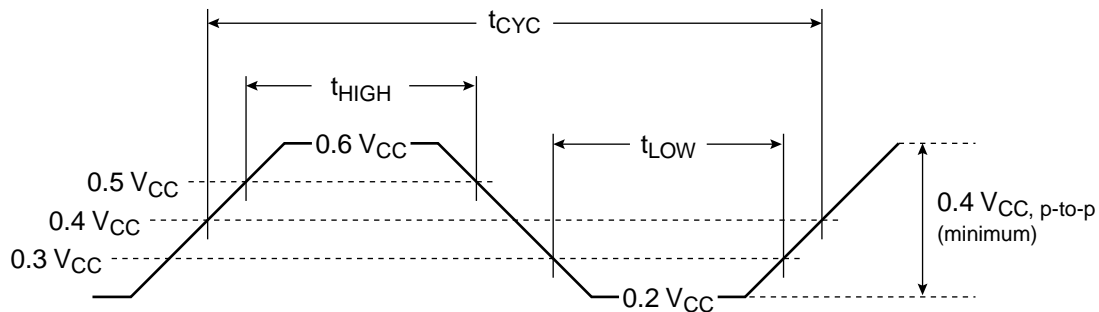 tCYC
tHIGH
0.6 VCC
tLOW
0.5 VCC
0.4 VCC
0.4 VCC, p-to-p
(minimum)
0.3 VCC
0.2 VCC